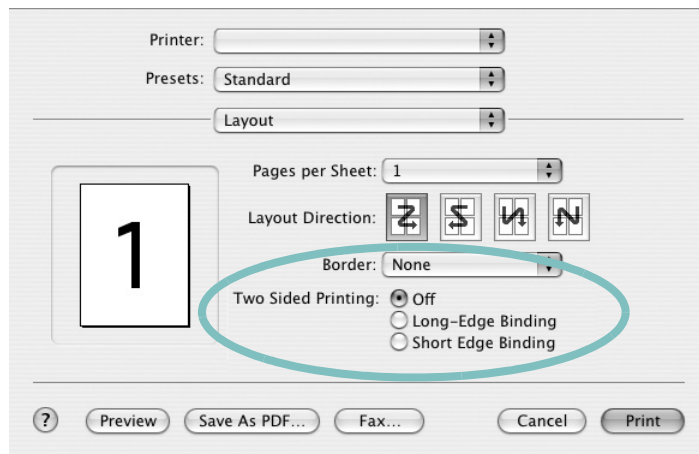 Printer:
Presets: Standard
Layout
Pages per Sheet: 1
Layout Direction:
Border: None
Two Sided Printing: Off
Long-Edge Binding
Short Edge Binding
1
? Preview Save As PDF... Fax... Cancel Print